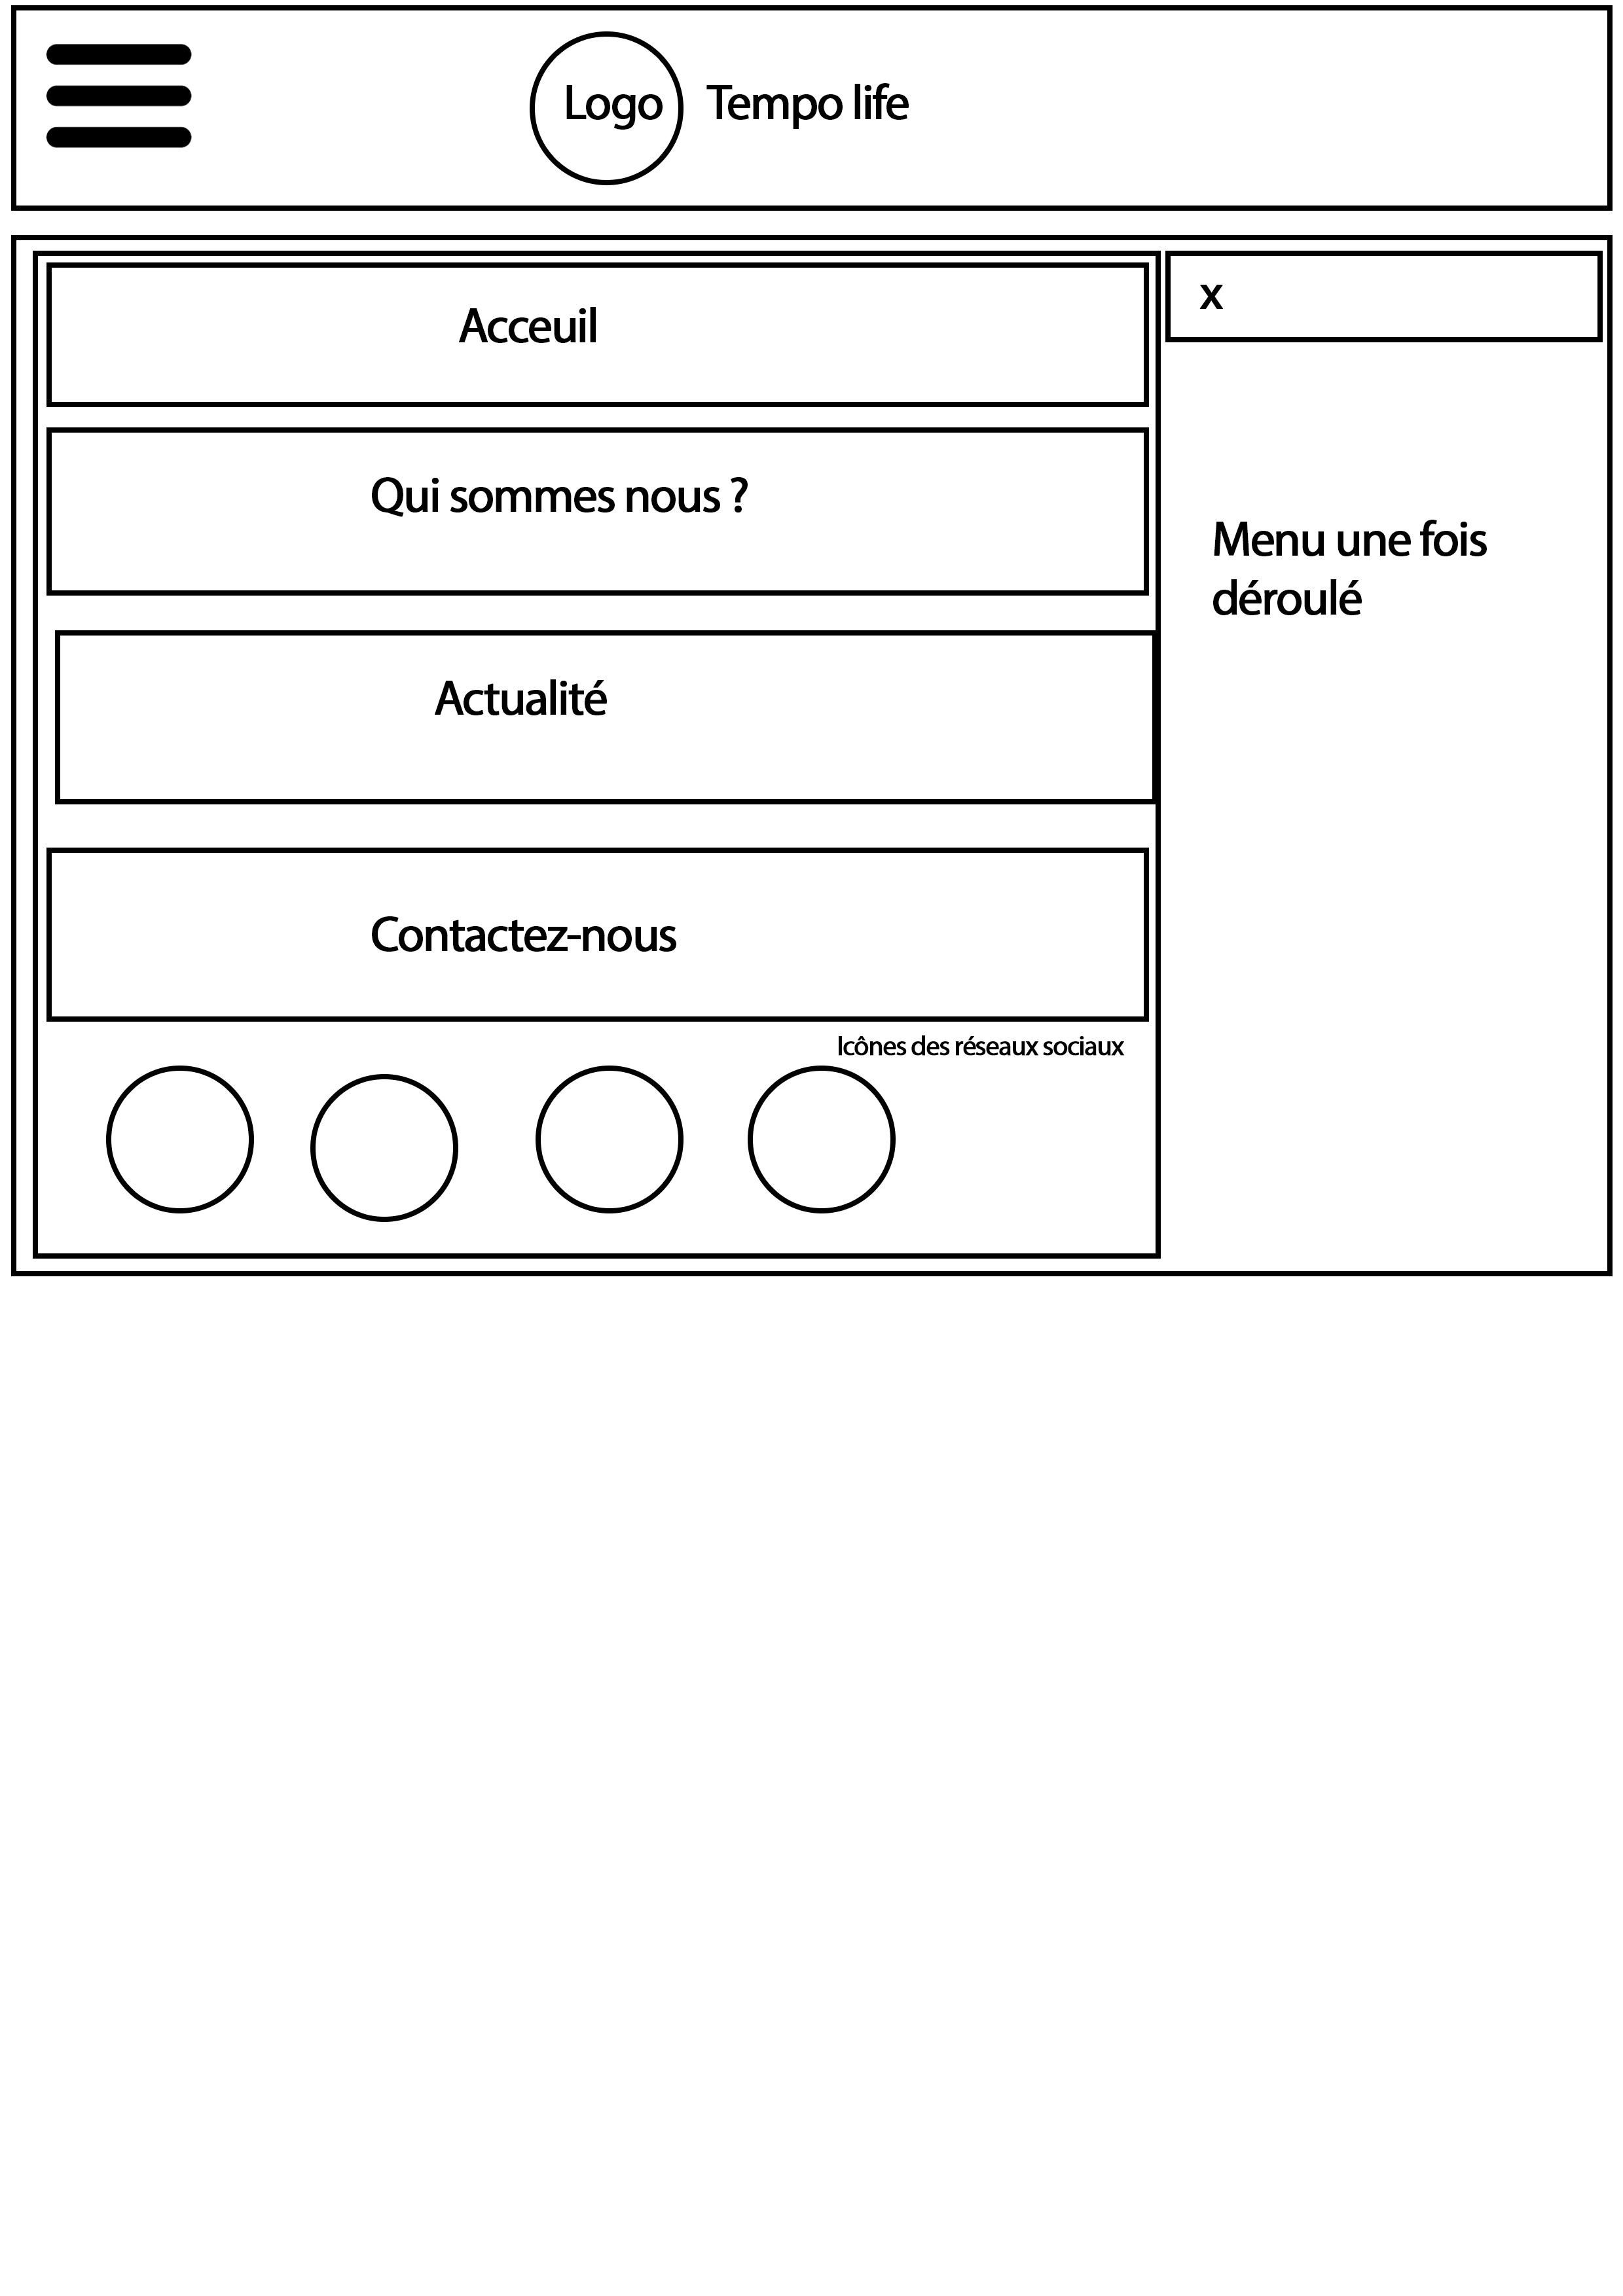 Logo Tempo life
Acceuil
x
Qui sommes nous ?
Menu une fois
déroulé
Actualité
Contactez-nous
Icônes des réseaux sociaux